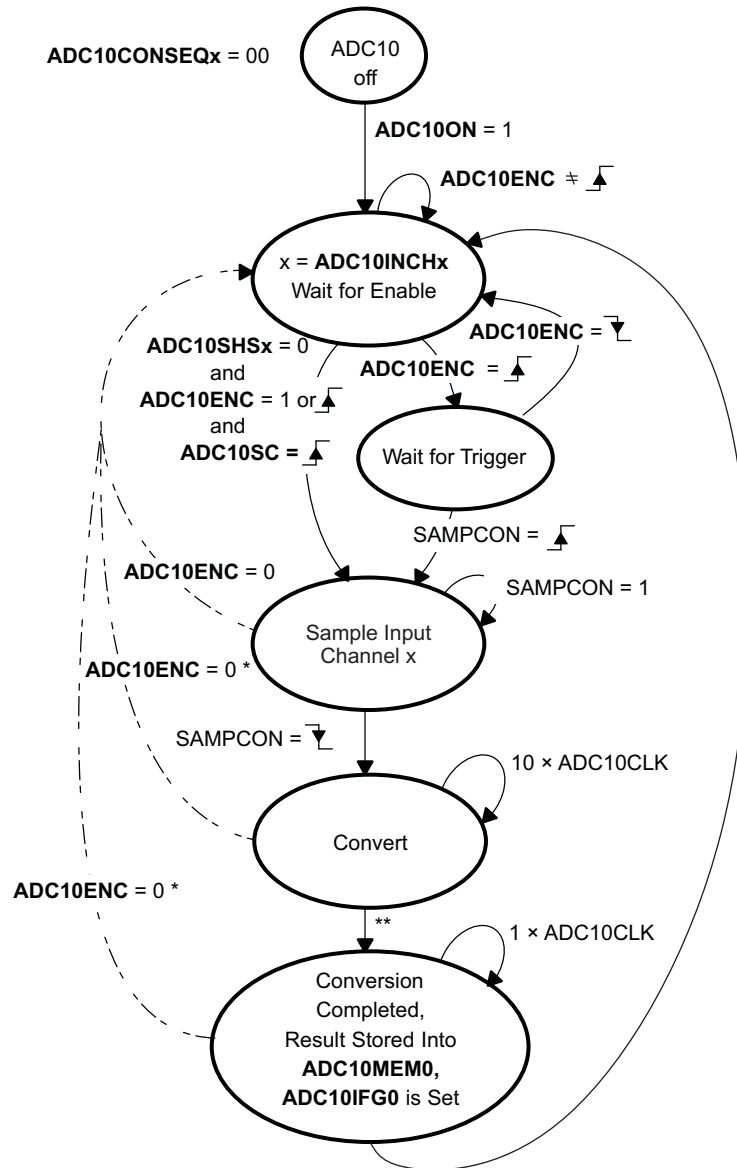 ADC10CONSEQx = 00
ADC10
off
ADC10ON = 1
ADC10ENC ≠
x = ADC10INCHx
Wait for Enable
ADC10SHSx = 0
and
ADC10ENC = 1 or
and
ADC10SC =
ADC10ENC =
ADC10ENC =
Wait for Trigger
SAMPCON =
ADC10ENC = 0
SAMPCON = 1
Sample Input
Channel x
ADC10ENC = 0 *
SAMPCON =
10 × ADC10CLK
Convert
ADC10ENC = 0 *
**
1 × ADC10CLK
Conversion
Completed,
Result Stored Into
ADC10MEM0,
ADC10IFG0 is Set